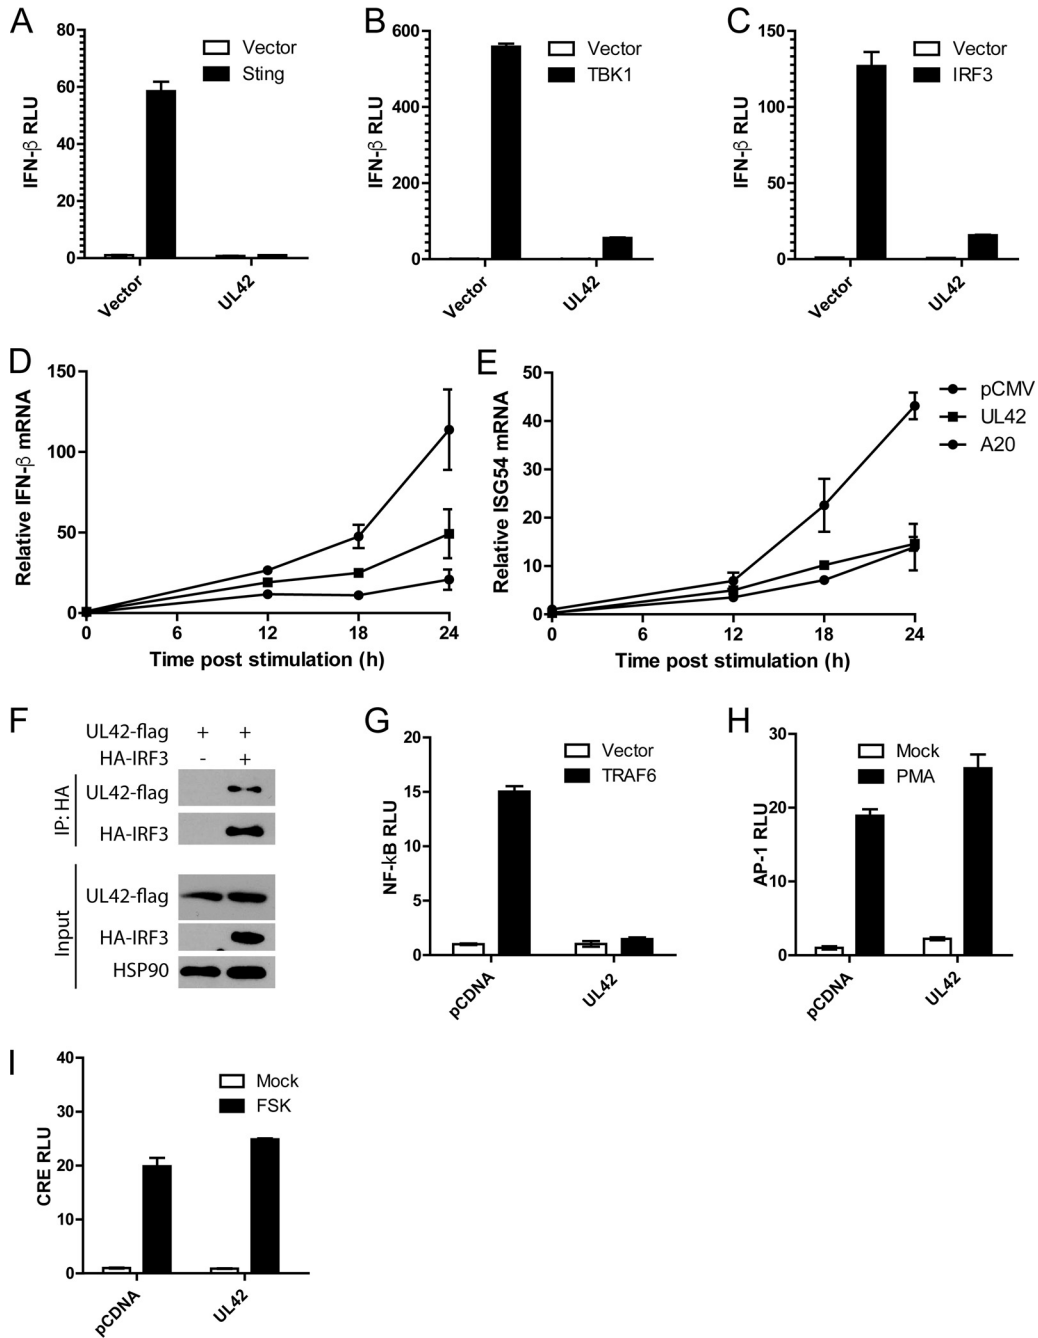 A
80
60
40
20
0
IFN-β RLU
Vector
Sting
Vector
UL42
B
600
400
200
0
IFN-β RLU
Vector
TBK1
Vector
UL42
C
150
100
50
0
IFN-β RLU
Vector
IRF3
Vector
UL42
D
150
100
50
0
Relative IFN-β mRNA
0 6 12 18 24
Time post stimulation (h)
E
50
40
30
20
10
0
Relative ISG54 mRNA
0 6 12 18 24
Time post stimulation (h)
pCMV
UL42
A20
F
UL42-flag + +
HA-IRF3 - +
IP: HA
UL42-flag
HA-IRF3
Input
UL42-flag
HA-IRF3
HSP90
G
20
15
10
5
0
NF-kB RLU
Vector
TRAF6
pCDNA
UL42
H
30
20
10
0
AP-1 RLU
Mock
PMA
pCDNA
UL42
I
40
30
20
10
0
CRE RLU
Mock
FSK
pCDNA
UL42